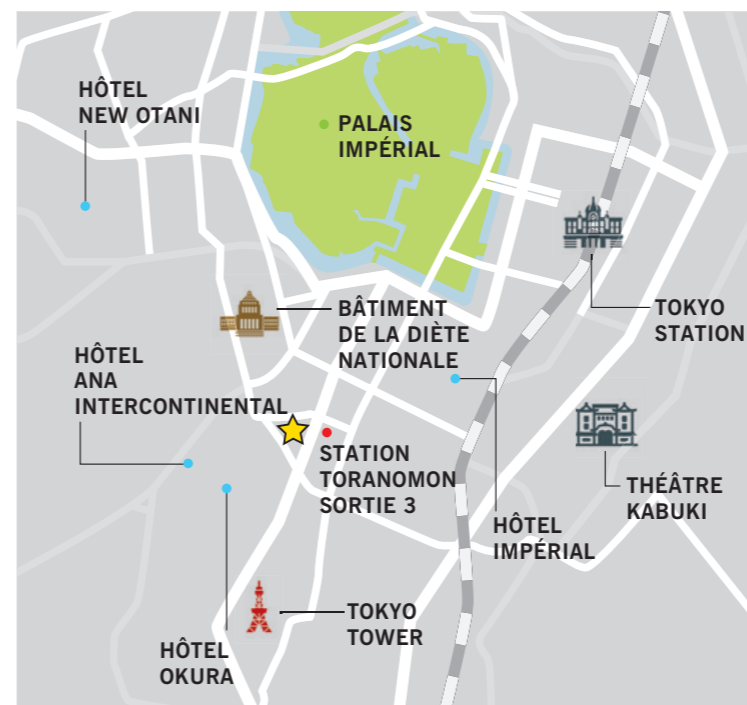 HÔTEL
NEW OTANI
PALAIS
IMPÉRIAL
BÂTIMENT
DE LA DIÈTE
NATIONALE
TOKYO
STATION
HÔTEL
ANA
INTERCONTINENTAL
STATION
TORANOMON
SORTIE 3
THÉÂTRE
KABUKI
HÔTEL
IMPÉRIAL
TOKYO
TOWER
HÔTEL
OKURA